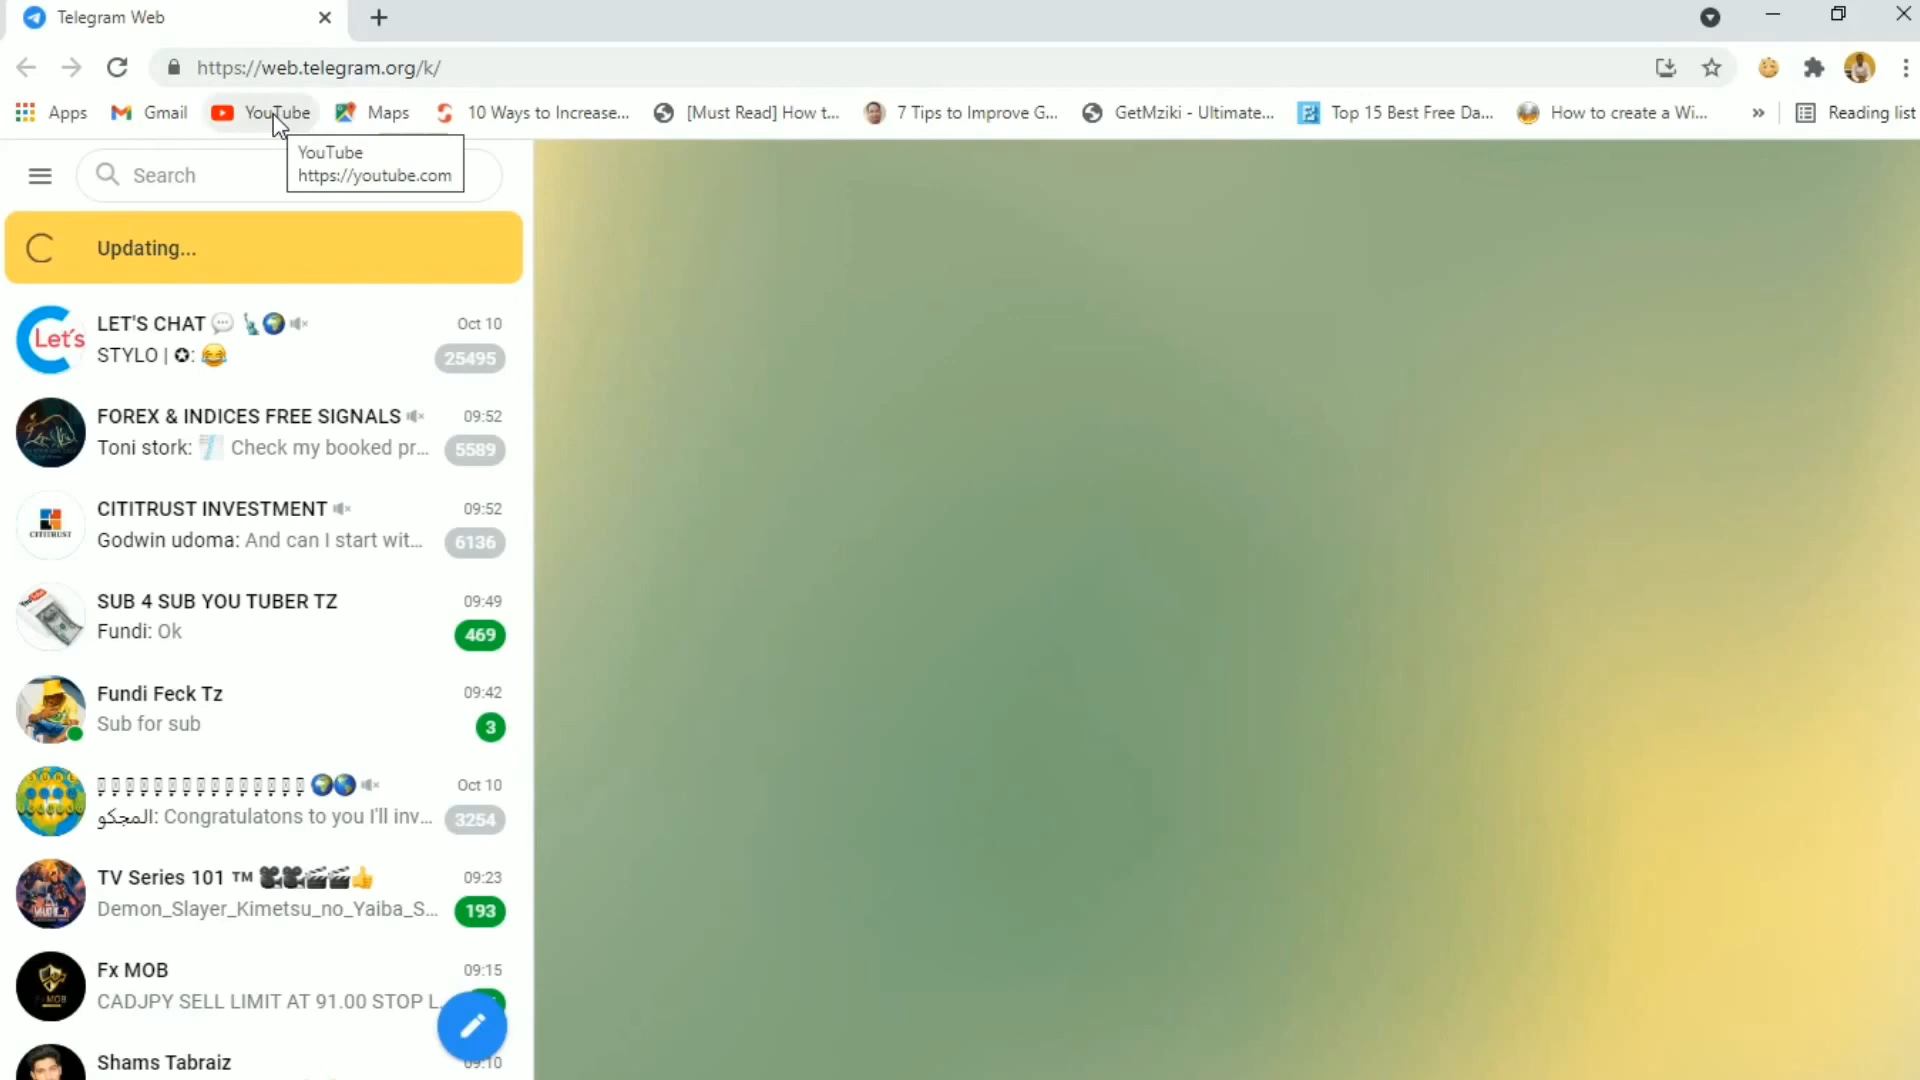 Telegram Web
https://web.telegram.org/k/
Apps Gmail YouTube Maps 10 Ways to Increase... [Must Read] How t... 7 Tips to Improve G... GetMziki - Ultimate... Top 15 Best Free Da... How to create a Wi... » Reading list
YouTube
https://youtube.com
Search
Updating...
Let's
LET'S CHAT 💬 🗽🌍 Oct 10
STYLO | ✪: 😂 25495
FOREX & INDICES FREE SIGNALS 09:52
Toni stork: Check my booked pr... 5589
CITITRUST
CITITRUST INVESTMENT 09:52
Godwin udoma: And can I start wit... 6136
SUB 4 SUB YOU TUBER TZ 09:49
Fundi: Ok 469
Fundi Feck Tz 09:42
Sub for sub 3
🌍🌎 Oct 10
المجكو: Congratulatons to you I'll inv... 3254
TV Series 101 ™ 🎥🎥🎬🎬👍 09:23
Demon_Slayer_Kimetsu_no_Yaiba_S... 193
Fx MOB 09:15
CADJPY SELL LIMIT AT 91.00 STOP L...
Shams Tabraiz 09:10